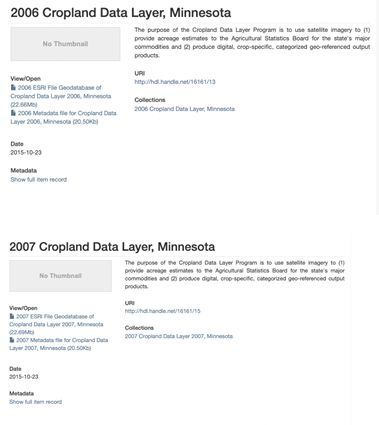 2006 Cropland Data Layer, Minnesota
No Thumbnail
The purpose of the Cropland Data Layer Program is to use satellite imagery to (1)
provide acreage estimates to the Agricultural Statistics Board for the state's major
commodities and (2) produce digital, crop-specific, categorized geo-referenced output
products.
View/Open
2006 ESRI File Geodatabase of
Cropland Data Layer 2006, Minnesota
(22.66Mb)
2006 Metadata file for Cropland Data
Layer 2006, Minnesota (20.50Kb)
URI
http://hdl.handle.net/16161/13
Collections
2006 Cropland Data Layer, Minnesota
Date
2015-10-23
Metadata
Show full item record
2007 Cropland Data Layer, Minnesota
No Thumbnail
The purpose of the Cropland Data Layer Program is to use satellite imagery to (1)
provide acreage estimates to the Agricultural Statistics Board for the state's major
commodities and (2) produce digital, crop-specific, categorized geo-referenced output
products.
View/Open
2007 ESRI File Geodatabase of
Cropland Data Layer 2007, Minnesota
(22.69Mb)
2007 Metadata file for Cropland Data
Layer 2007, Minnesota (20.50Kb)
URI
http://hdl.handle.net/16161/15
Collections
2007 Cropland Data Layer 2007, Minnesota
Date
2015-10-23
Metadata
Show full item record